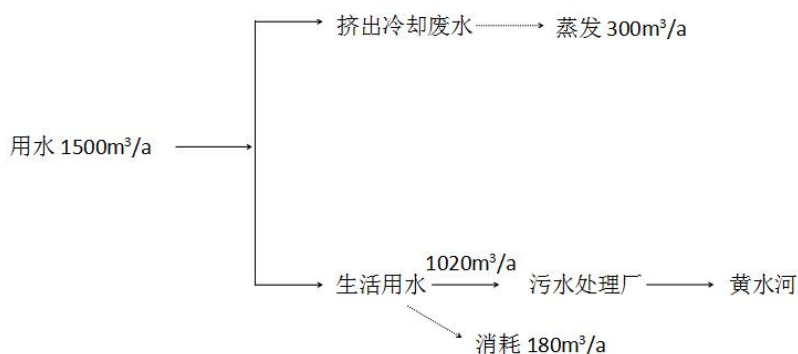 挤出冷却废水 蒸发 300m³/a
用水 1500m³/a
1020m³/a
生活用水 污水处理厂 黄水河
消耗 180m³/a